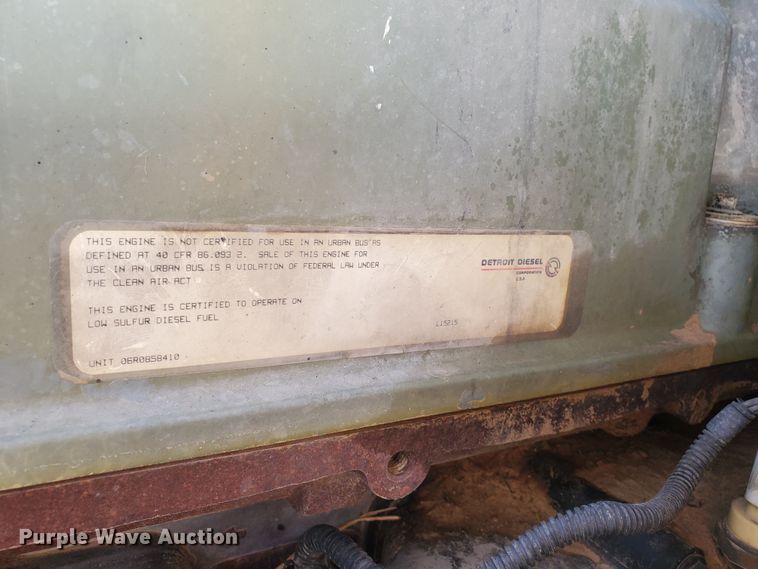 THIS ENGINE IS NOT CERTIFIED FOR USE IN AN URBAN BUS AS
DEFINED AT 40 CFR 86.093 2. SALE OF THIS ENGINE FOR
USE IN AN URBAN BUS IS A VIOLATION OF FEDERAL LAW UNDER
THE CLEAN AIR ACT
THIS ENGINE IS CERTIFIED TO OPERATE ON
LOW SULFUR DIESEL FUEL
UNIT 06R0858410
DETROIT DIESEL
CORPORATION
USA
L15215
Purple Wave Auction
purplewave.com